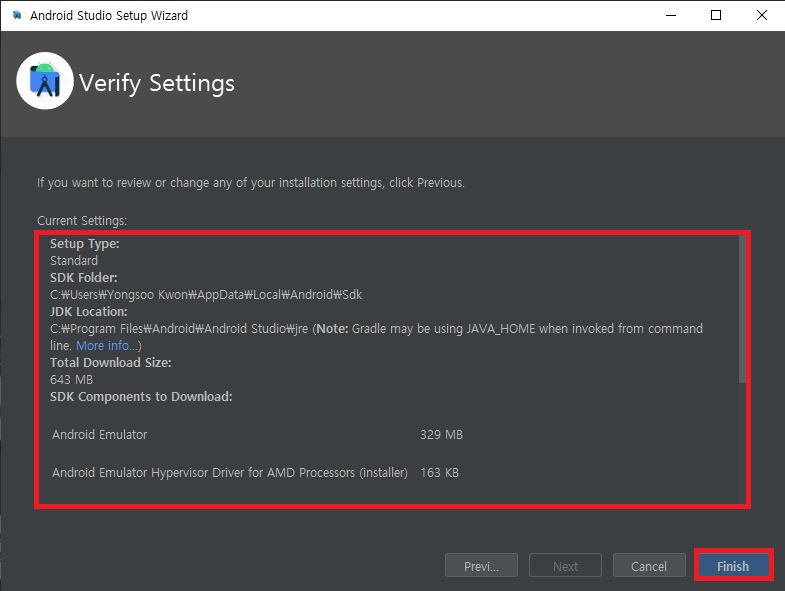 Android Studio Setup Wizard
Verify Settings
If you want to review or change any of your installation settings, click Previous.
Current Settings:
Setup Type:
Standard
SDK Folder:
C:₩Users₩Yongsoo Kwon₩AppData₩Local₩Android₩Sdk
JDK Location:
C:₩Program Files₩Android₩Android Studio₩jre (Note: Gradle may be using JAVA_HOME when invoked from command
line. More info...)
Total Download Size:
643 MB
SDK Components to Download:
Android Emulator 329 MB
Android Emulator Hypervisor Driver for AMD Processors (installer) 163 KB
Previ... Next Cancel Finish